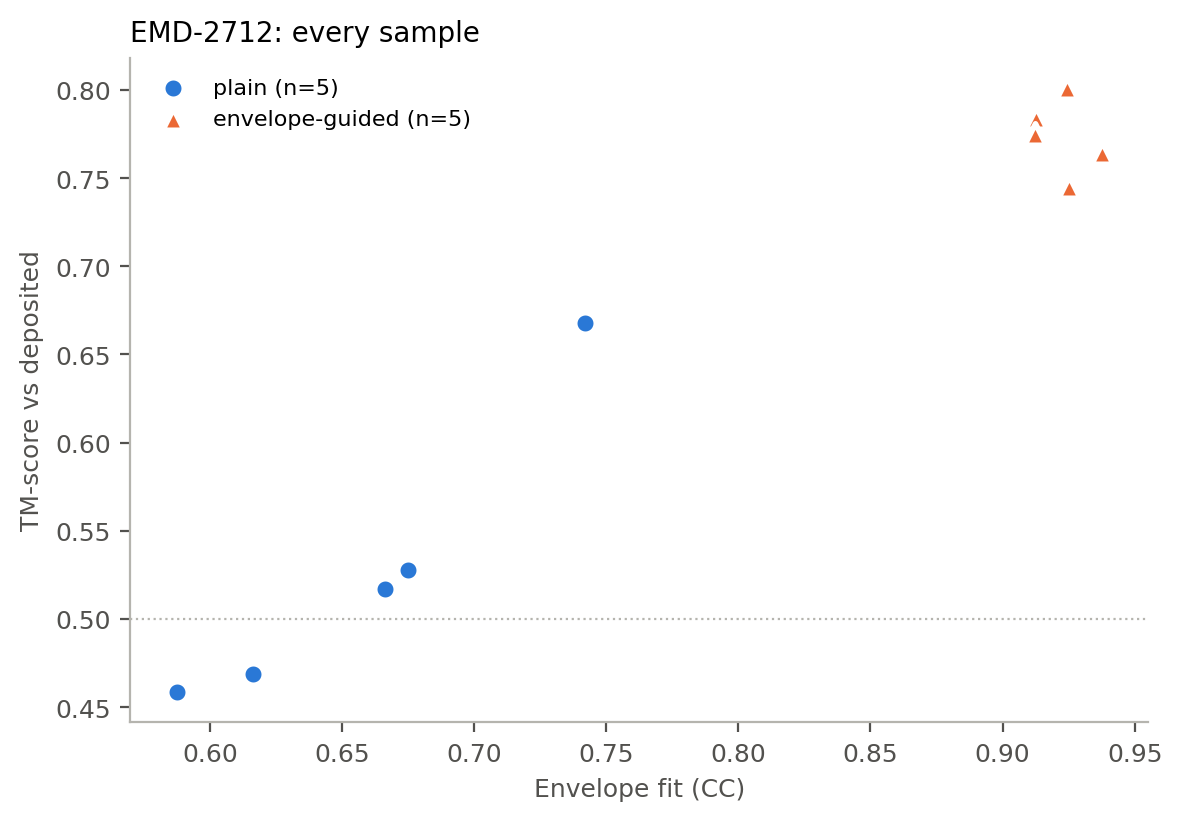 EMD-2712: every sample
plain (n=5)
envelope-guided (n=5)
TM-score vs deposited
0.80
0.75
0.70
0.65
0.60
0.55
0.50
0.45
0.60 0.65 0.70 0.75 0.80 0.85 0.90 0.95
Envelope fit (CC)